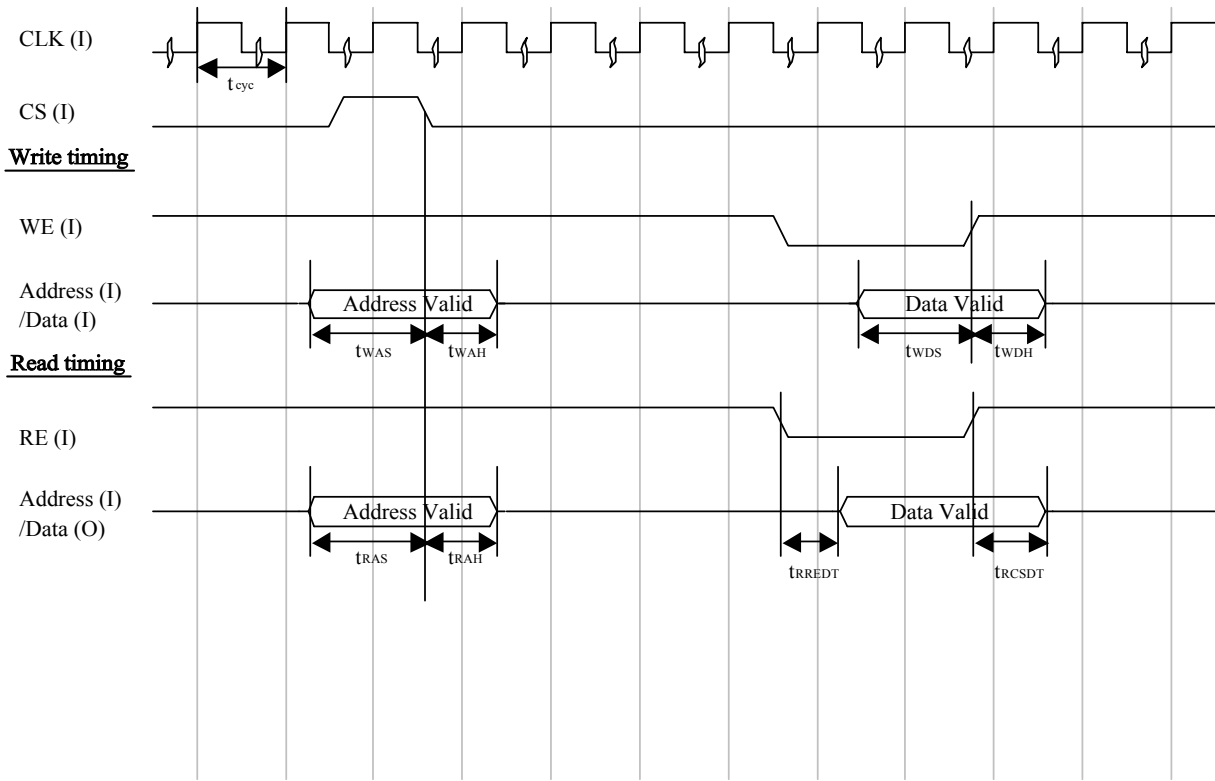 CLK (I)
tcyc
CS (I)
Write timing
WE (I)
Address (I)
/Data (I)
Address Valid
Data Valid
tWAS
tWAH
tWDS
tWDH
Read timing
RE (I)
Address (I)
/Data (O)
Address Valid
Data Valid
tRAS
tRAH
tRREDT
tRCSDT